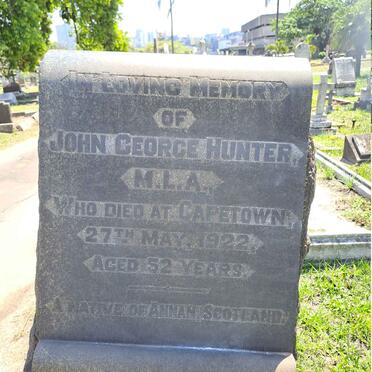 IN LOVING MEMORY
OF
JOHN GEORGE HUNTER,
M.L.A.
WHO DIED AT CAPETOWN,
27TH MAY, 1922,
AGED 52 YEARS.
A NATIVE OF ANNAN, SCOTLAND.